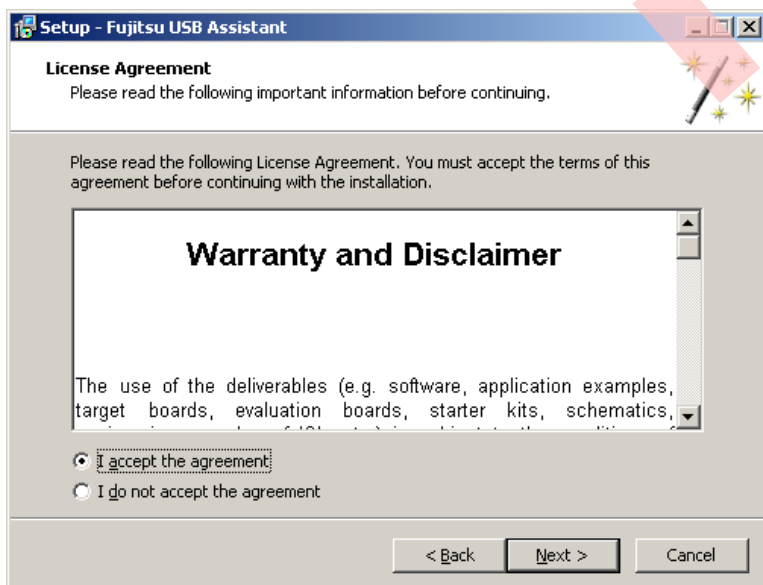 Setup - Fujitsu USB Assistant
License Agreement
Please read the following important information before continuing.
Please read the following License Agreement. You must accept the terms of this
agreement before continuing with the installation.
Warranty and Disclaimer
The use of the deliverables (e.g. software, application examples,
target boards, evaluation boards, starter kits, schematics,
I accept the agreement
I do not accept the agreement
< Back
Next >
Cancel